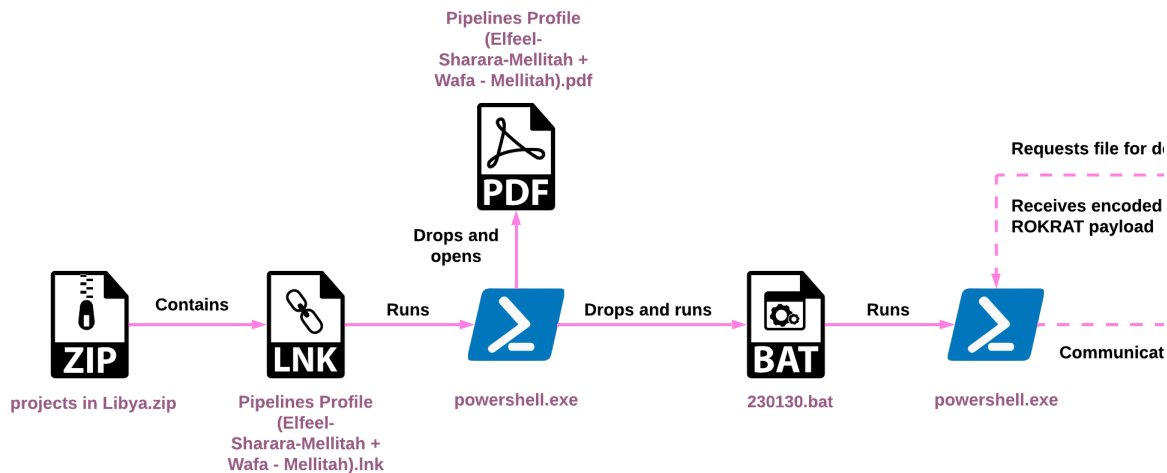 Pipelines Profile
(Elfeel-
Sharara-Mellitah +
Wafa - Mellitah).pdf
PDF
Requests file for de
Receives encoded
ROKRAT payload
Drops and
opens
Contains
Runs
Drops and runs
Runs
ZIP
LNK
BAT
Communicat
projects in Libya.zip
Pipelines Profile
(Elfeel-
Sharara-Mellitah +
Wafa - Mellitah).lnk
powershell.exe
230130.bat
powershell.exe